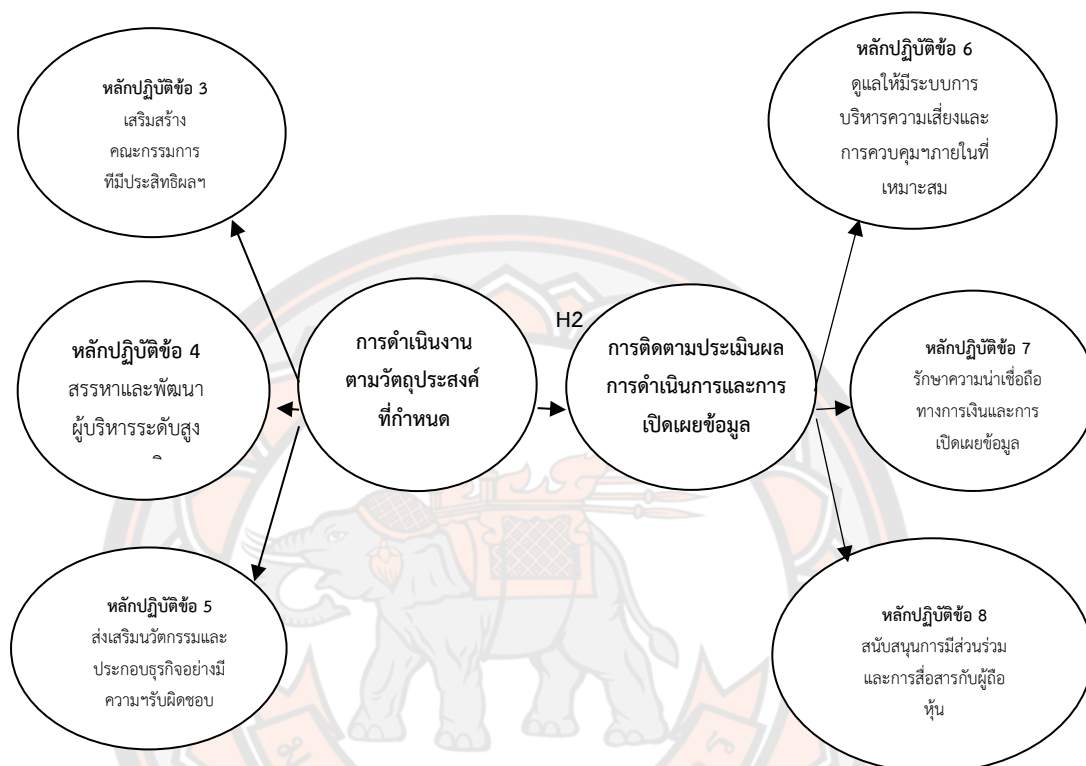 หลักปฏิบัติข้อ 3
เสริมสร้าง
คณะกรรมการ
ทีมีประสิทธิผลฯ
หลักปฏิบัติข้อ 6
ดูแลให้มีระบบการ
บริหารความเสี่ยงและ
การควบคุมฯภายในที่
เหมาะสม
หลักปฏิบัติข้อ 4
สรรหาและพัฒนา
ผู้บริหารระดับสูง
การดำเนินงาน
ตามวัตถุประสงค์
ที่กำหนด
H2
การติดตามประเมินผล
การดำเนินการและการ
เปิดเผยข้อมูล
หลักปฏิบัติข้อ 7
รักษาความน่าเชื่อถือ
ทางการเงินและการ
เปิดเผยข้อมูล
หลักปฏิบัติข้อ 5
ส่งเสริมนวัตกรรมและ
ประกอบธุรกิจอย่างมี
ความฯรับผิดชอบ
หลักปฏิบัติข้อ 8
สนับสนุนการมีส่วนร่วม
และการสื่อสารกับผู้ถือ
หุ้น